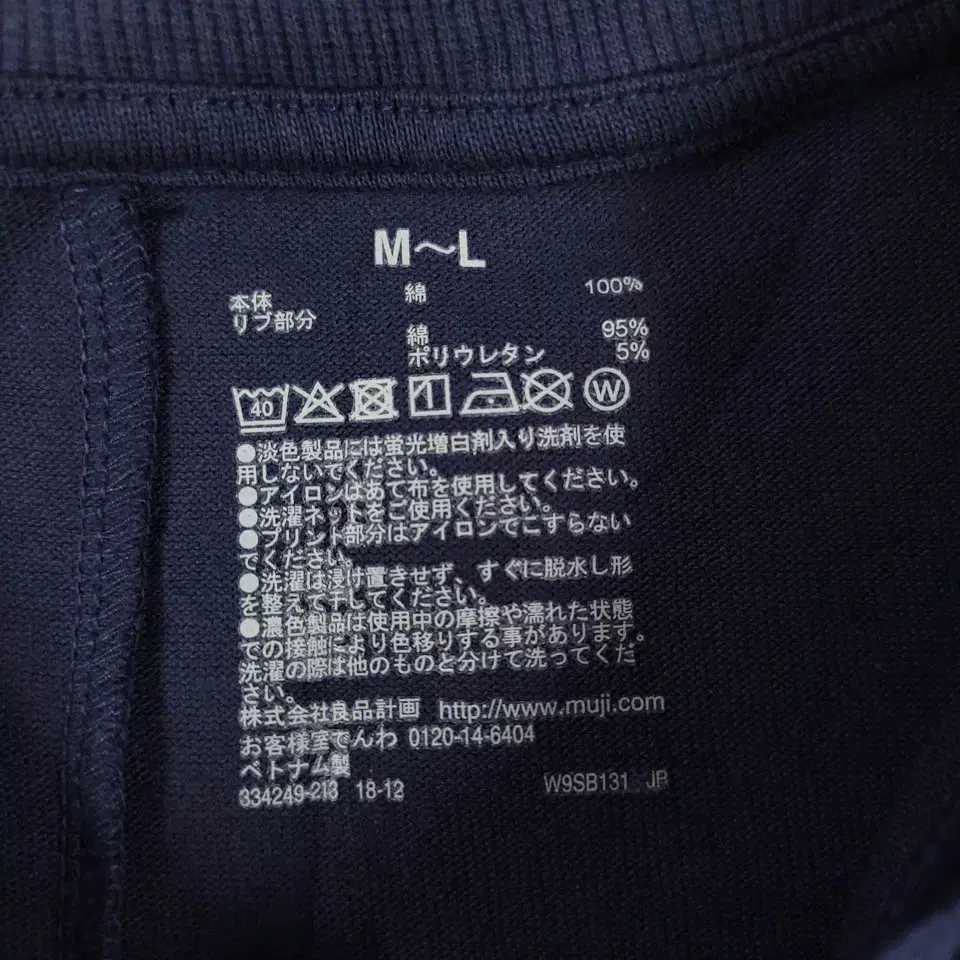 M〜L
本体 綿 100%
リブ部分 綿 95%
ポリウレタン 5%
40 W
●淡色製品には蛍光増白剤入り洗剤を使
用しないでください。
●アイロンはあて布を使用してください。
●洗濯ネットをご使用ください。
●プリント部分はアイロンでこすらない
でください。
●洗濯は浸け置きせず、すぐに脱水し形
を整えて干してください。
●濃色製品は使用中の摩擦や濡れた状態
での接触により色移りする事があります。
洗濯の際は他のものと分けて洗ってくだ
さい。
株式会社良品計画 http://www.muji.com
お客様室でんわ 0120-14-6404
ベトナム製
334249-213 18-12 W9SB131 JP